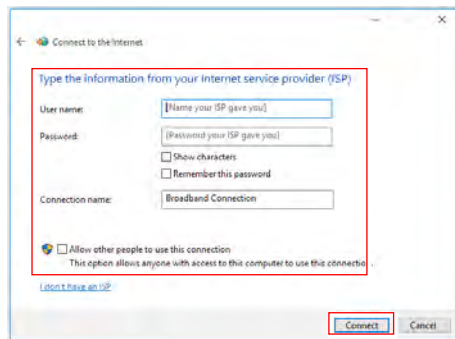 Connect to the Internet
Type the information from your Internet service provider (ISP)
User name: [Name your ISP gave you]
Password: [Password your ISP gave you]
Show characters
Remember this password
Connection name: Broadband Connection
Allow other people to use this connection
This option allows anyone with access to this computer to use this connection.
I don't have an ISP
Connect Cancel